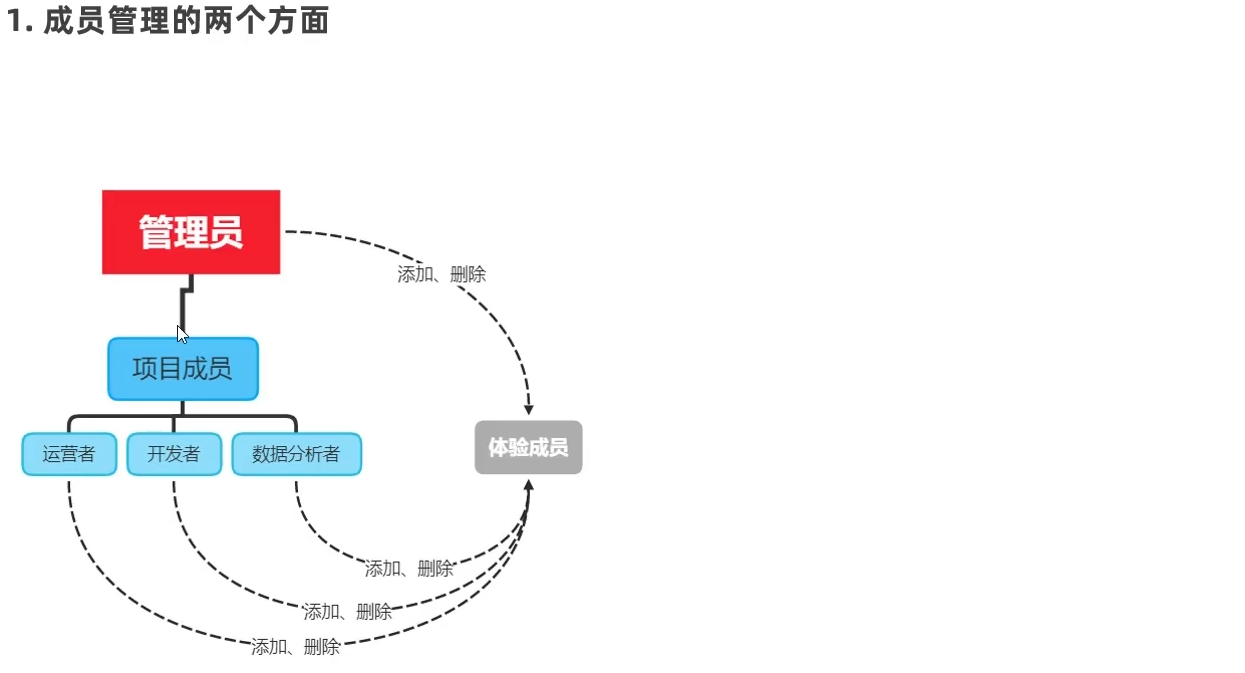 1. 成员管理的两个方面
管理员
添加、删除
项目成员
运营者
开发者
数据分析者
体验成员
添加、删除
添加、删除
添加、删除